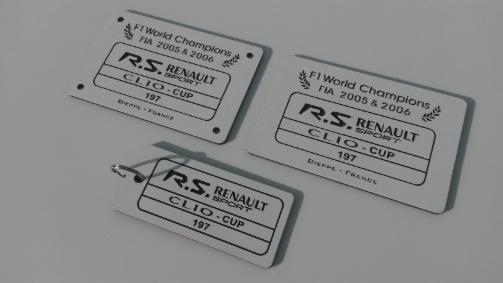 F1 World Champions
FIA 2005 & 2006
R.S. RENAULT
SPORT
CLIO - CUP
197
DIEPPE - FRANCE
F1 World Champions
FIA 2005 & 2006
R.S. RENAULT
SPORT
CLIO - CUP
197
DIEPPE - FRANCE
R.S. RENAULT
SPORT
CLIO - CUP
197